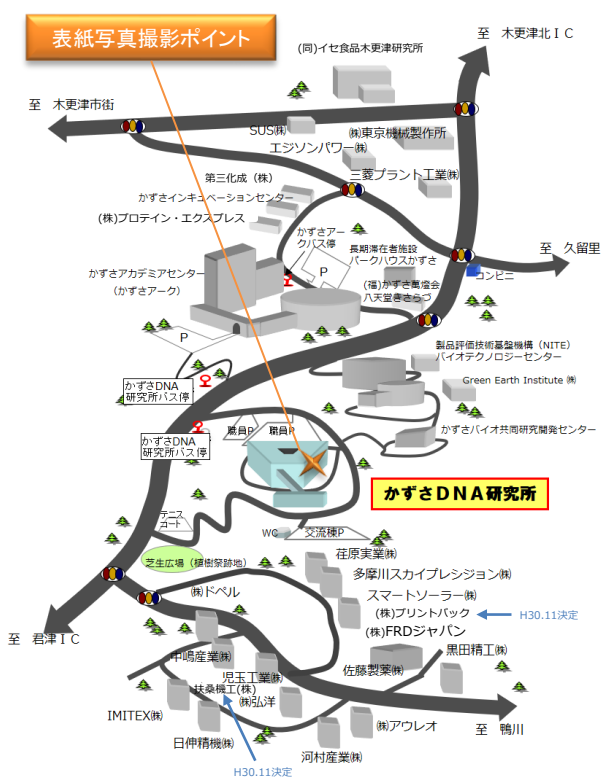 表紙写真撮影ポイント
至　木更津北ＩＣ
(同)イセ食品木更津研究所
至　木更津市街
SUS㈱
㈱東京機械製作所
エジソンパワー㈱
三菱プラント工業㈱
第三化成（株）
かずさインキュベーションセンター
(株)プロテイン・エクスプレス
かずさアー
クバス停
長期滞在者施設
パークハウスかずさ
至　久留里
コンビニ
かずさアカデミアセンター
（かずさアーク）
P
(福)かずさ萬燈会
八天堂きさらづ
P
製品評価技術基盤機構（NITE）
バイオテクノロジーセンター
Green Earth Institute ㈱
かずさDNA
研究所バス停
かずさDNA
研究所バス停
職員P
職員P
かずさバイオ共同研究開発センター
かずさＤＮＡ研究所
テニス
コート
WC
交流棟P
芝生広場（植樹祭跡地）
荏原実業㈱
多摩川スカイプレシジョン㈱
スマートソーラー㈱
㈱ドペル
(株)プリントパック
H30.11決定
(株)FRDジャパン
至　君津ＩＣ
中嶋産業㈱
黒田精工㈱
児玉工業㈱
佐藤製薬㈱
扶桑機工(株)
㈱弘洋
IMITEX㈱
㈱アウレオ
至　鴨川
日伸精機㈱
河村産業㈱
H30.11決定